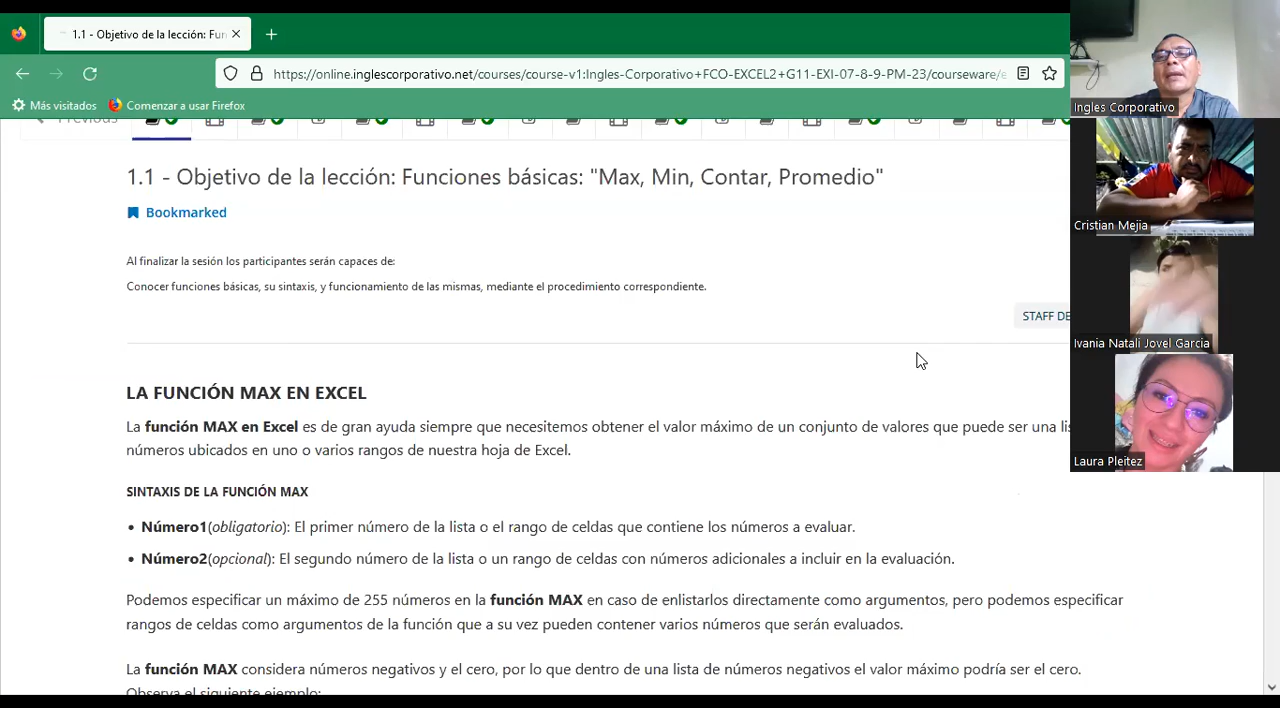 1.1 - Objetivo de la lección: Fun
https://online.inglescorporativo.net/courses/course-v1:Ingles-Corporativo+FCO-EXCEL2+G11-EXI-07-8-9-PM-23/courseware/e
Más visitados
Comenzar a usar Firefox
Previous
1.1 - Objetivo de la lección: Funciones básicas: "Max, Min, Contar, Promedio"
Bookmarked
Al finalizar la sesión los participantes serán capaces de:
Conocer funciones básicas, su sintaxis, y funcionamiento de las mismas, mediante el procedimiento correspondiente.
STAFF DE
LA FUNCIÓN MAX EN EXCEL
La función MAX en Excel es de gran ayuda siempre que necesitemos obtener el valor máximo de un conjunto de valores que puede ser una lis
números ubicados en uno o varios rangos de nuestra hoja de Excel.
SINTAXIS DE LA FUNCIÓN MAX
• Número1(obligatorio): El primer número de la lista o el rango de celdas que contiene los números a evaluar.
• Número2(opcional): El segundo número de la lista o un rango de celdas con números adicionales a incluir en la evaluación.
Podemos especificar un máximo de 255 números en la función MAX en caso de enlistarlos directamente como argumentos, pero podemos especificar
rangos de celdas como argumentos de la función que a su vez pueden contener varios números que serán evaluados.
La función MAX considera números negativos y el cero, por lo que dentro de una lista de números negativos el valor máximo podría ser el cero.
Observa el siguiente ejemplo:
Ingles Corporativo
Cristian Mejia
Ivania Natali Jovel Garcia
Laura Pleitez